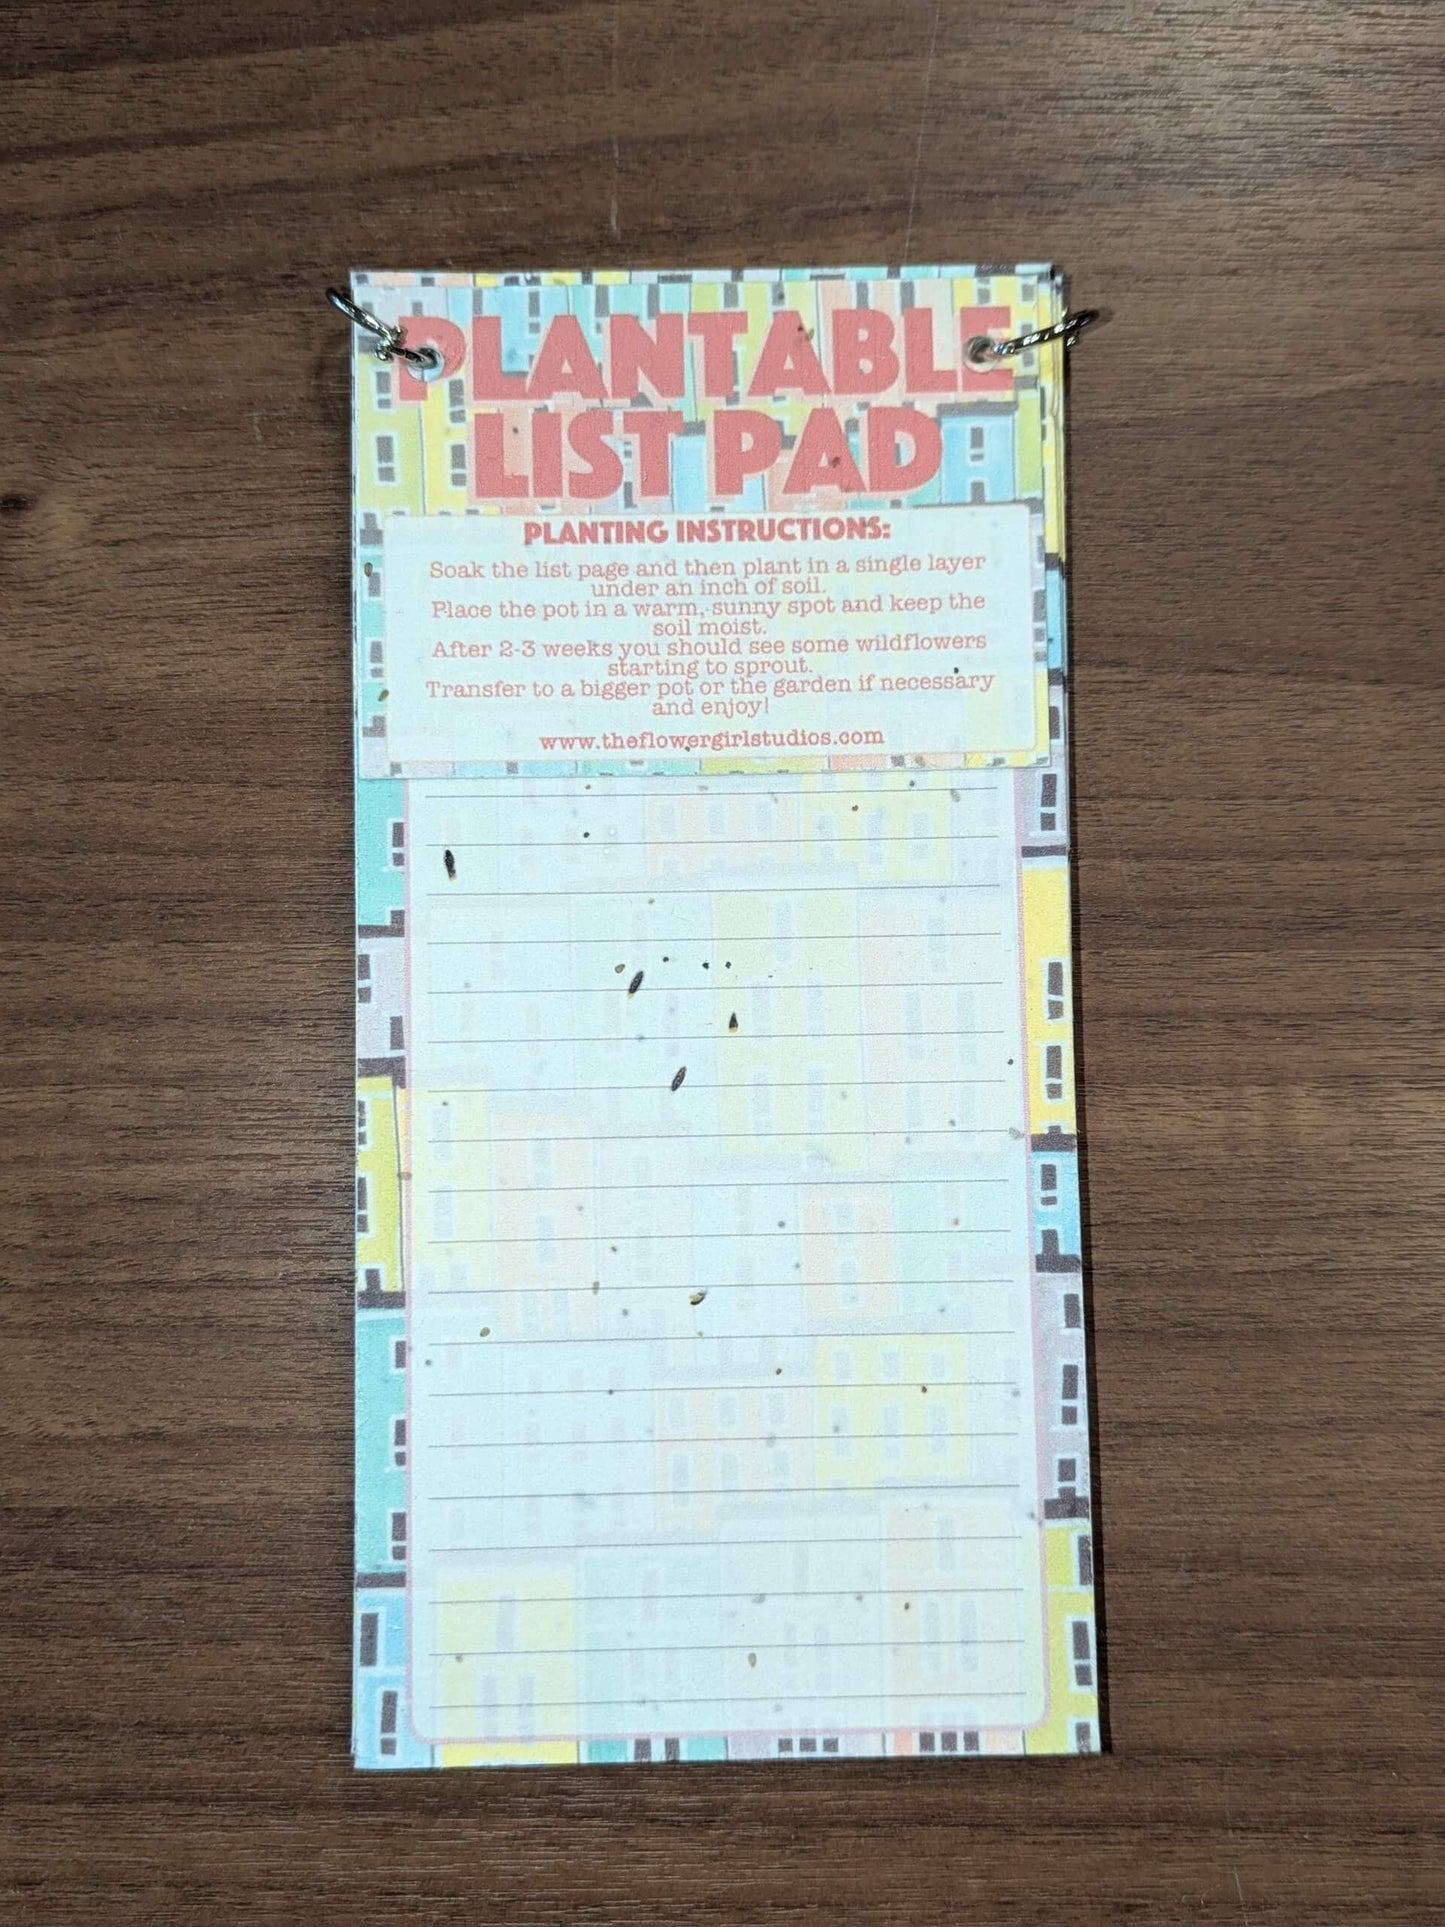 PLANTABLE
LIST PAD
PLANTING INSTRUCTIONS:
Soak the list page and then plant in a single layer
under an inch of soil.
Place the pot in a warm, sunny spot and keep the
soil moist.
After 2-3 weeks you should see some wildflowers
starting to sprout.
Transfer to a bigger pot or the garden if necessary
and enjoy!
www.theflowergirlstudios.com